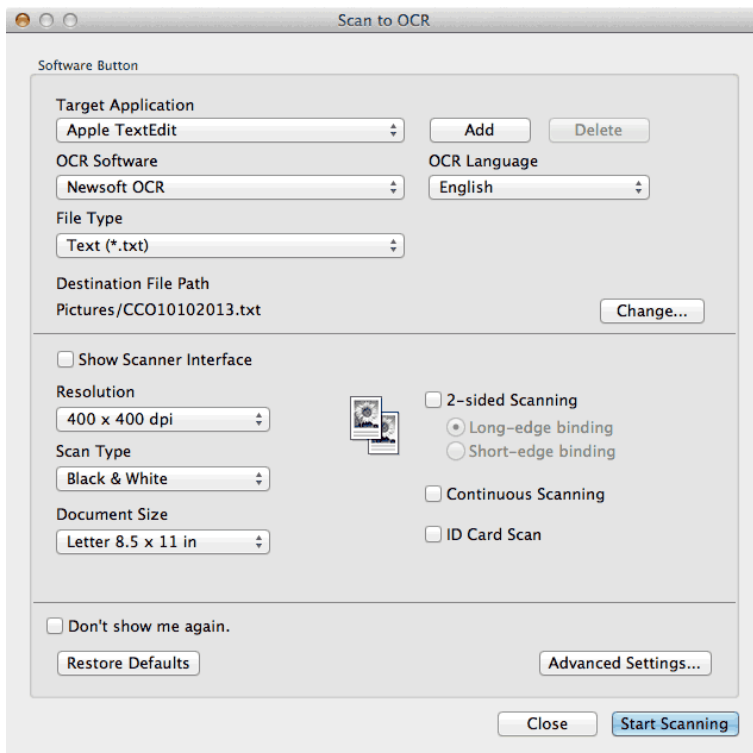 Scan to OCR
Software Button
Target Application
Apple TextEdit Add Delete
OCR Software OCR Language
Newsoft OCR English
File Type
Text (*.txt)
Destination File Path
Pictures/CCO10102013.txt Change...
Show Scanner Interface
Resolution
400 x 400 dpi
2-sided Scanning
Long-edge binding
Short-edge binding
Scan Type
Black & White
Continuous Scanning
Document Size
Letter 8.5 x 11 in
ID Card Scan
Don't show me again.
Restore Defaults Advanced Settings...
Close Start Scanning